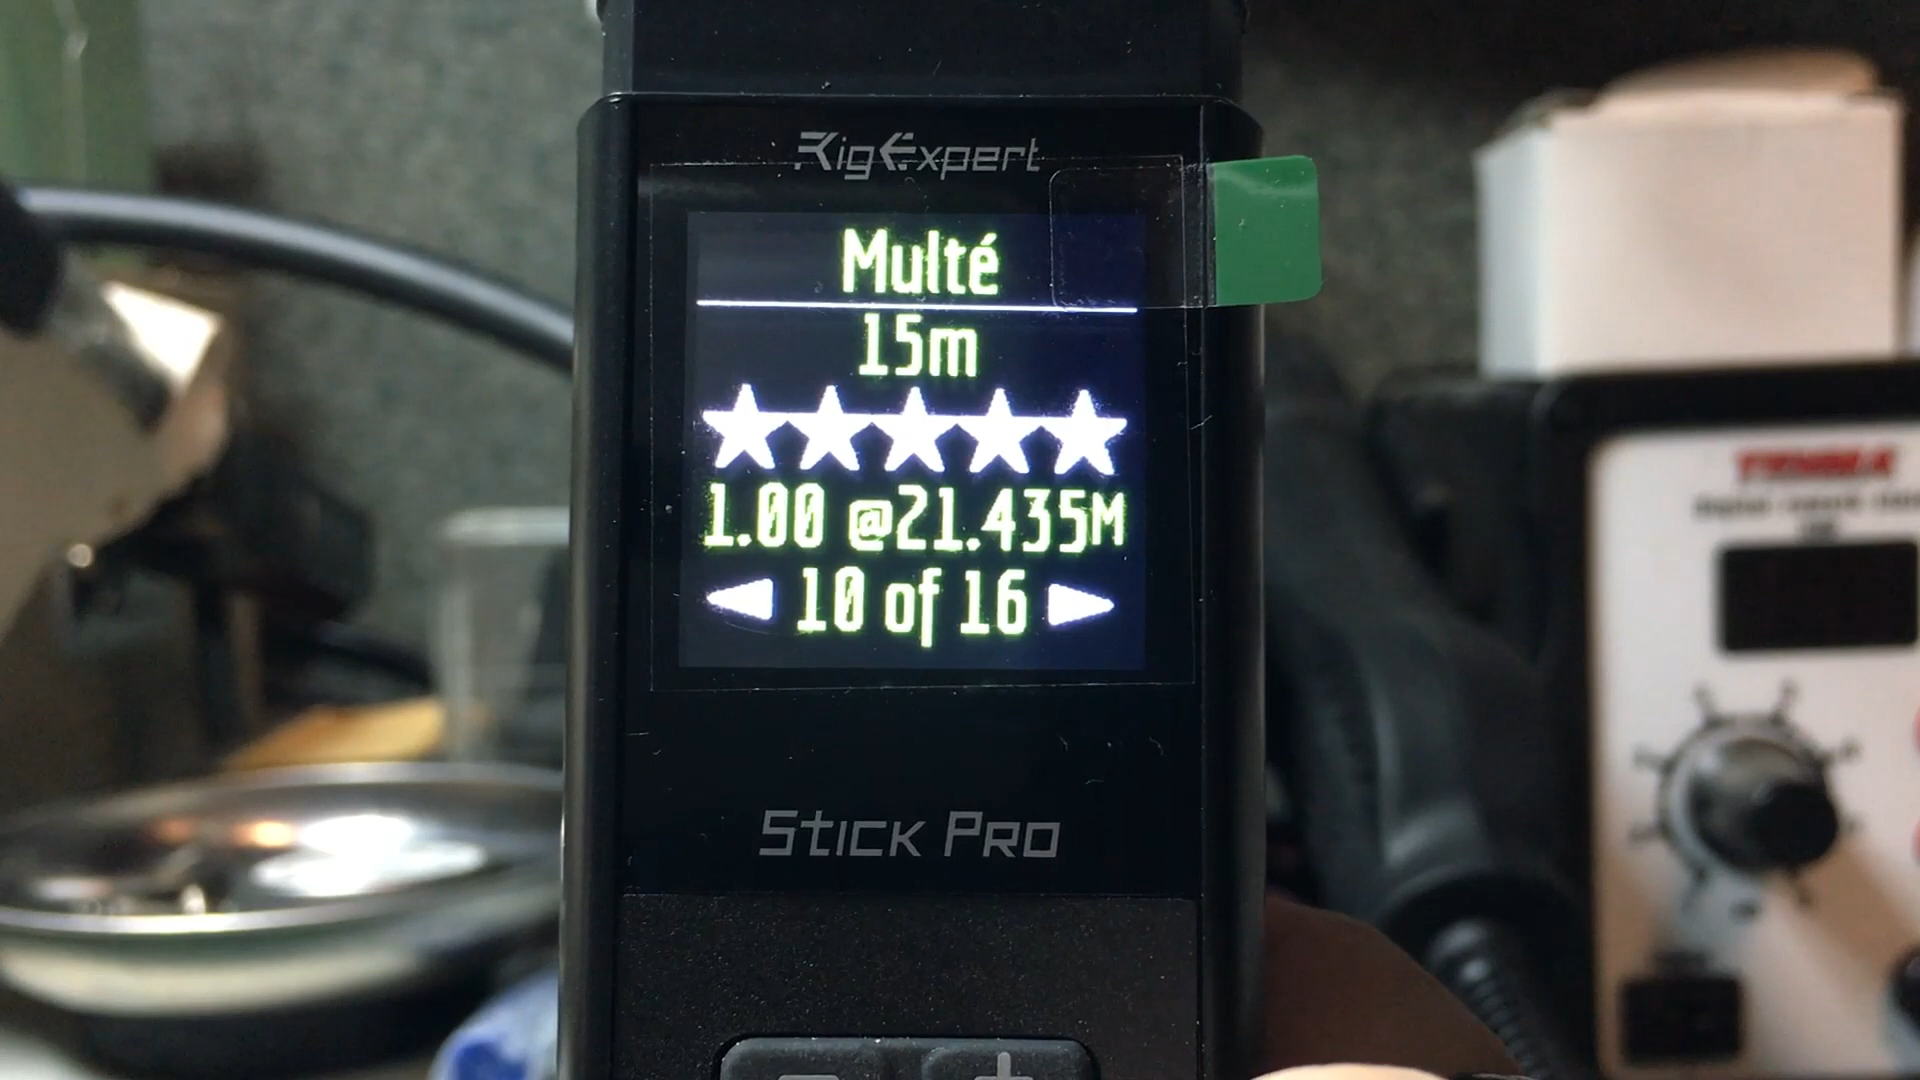 RigExpert
Multé
15m
1.00 @21.435M
10 of 16
Stick Pro
- +